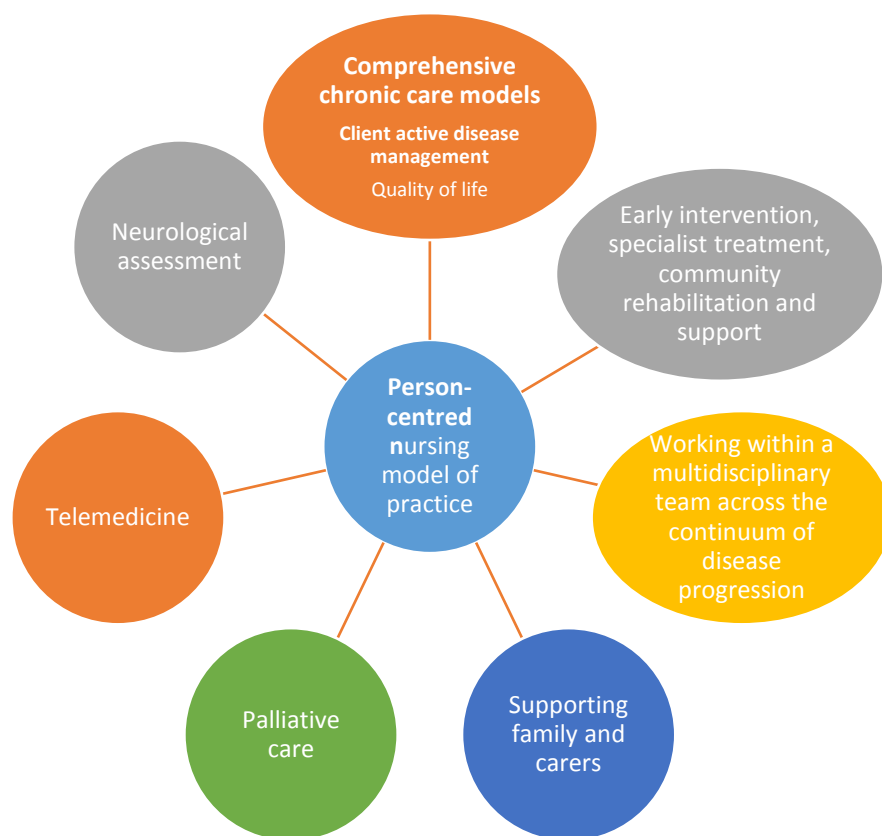 Comprehensive
chronic care models
Client active disease
management
Quality of life
Early intervention,
specialist treatment,
community
rehabilitation and
support
Working within a
multidisciplinary
team across the
continuum of
disease
progression
Supporting
family and
carers
Palliative
care
Telemedicine
Neurological
assessment
Person-
centred
nursing
model of
practice